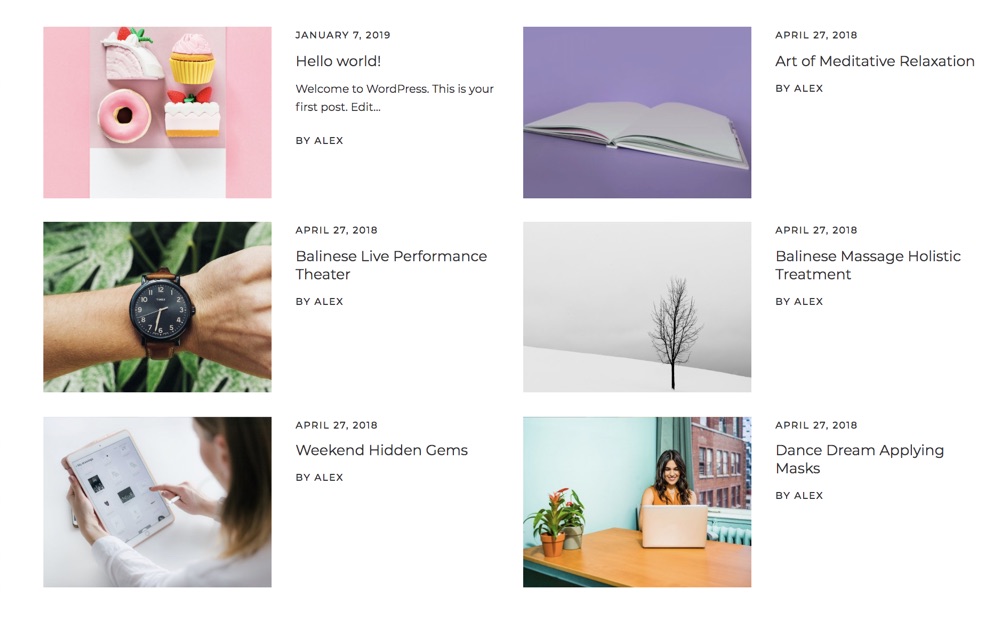 JANUARY 7, 2019
Hello world!
Welcome to WordPress. This is your
first post. Edit...
BY ALEX
APRIL 27, 2018
Art of Meditative Relaxation
BY ALEX
APRIL 27, 2018
Balinese Live Performance
Theater
BY ALEX
APRIL 27, 2018
Balinese Massage Holistic
Treatment
BY ALEX
APRIL 27, 2018
Weekend Hidden Gems
BY ALEX
APRIL 27, 2018
Dance Dream Applying
Masks
BY ALEX